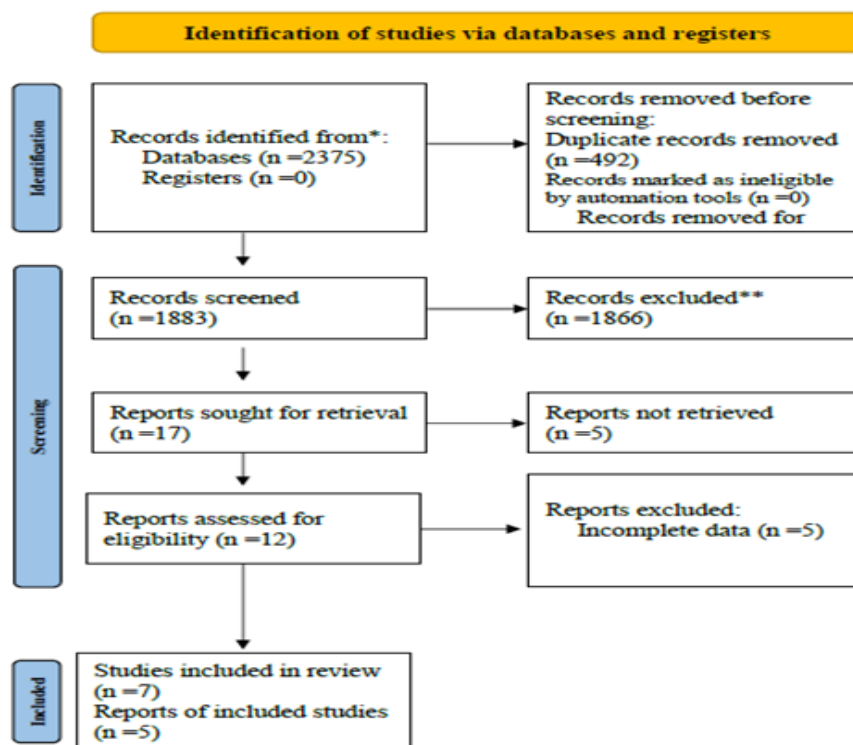 Identification of studies via databases and registers
Identification
Records identified from*:
Databases (n =2375)
Registers (n =0)
Records removed before
screening:
Duplicate records removed
(n =492)
Records marked as ineligible
by automation tools (n =0)
Records removed for
Screening
Records screened
(n =1883)
Records excluded**
(n =1866)
Reports sought for retrieval
(n =17)
Reports not retrieved
(n =5)
Reports assessed for
eligibility (n =12)
Reports excluded:
Incomplete data (n =5)
Included
Studies included in review
(n =7)
Reports of included studies
(n =5)